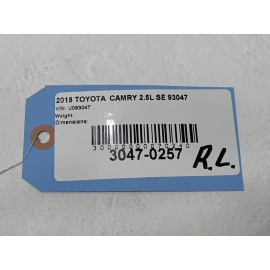 2018 TOYOTA CAMRY 2.5L SE 93047
VIN: U093047
Weight:
Dimensions:
3047-0257
R.L.